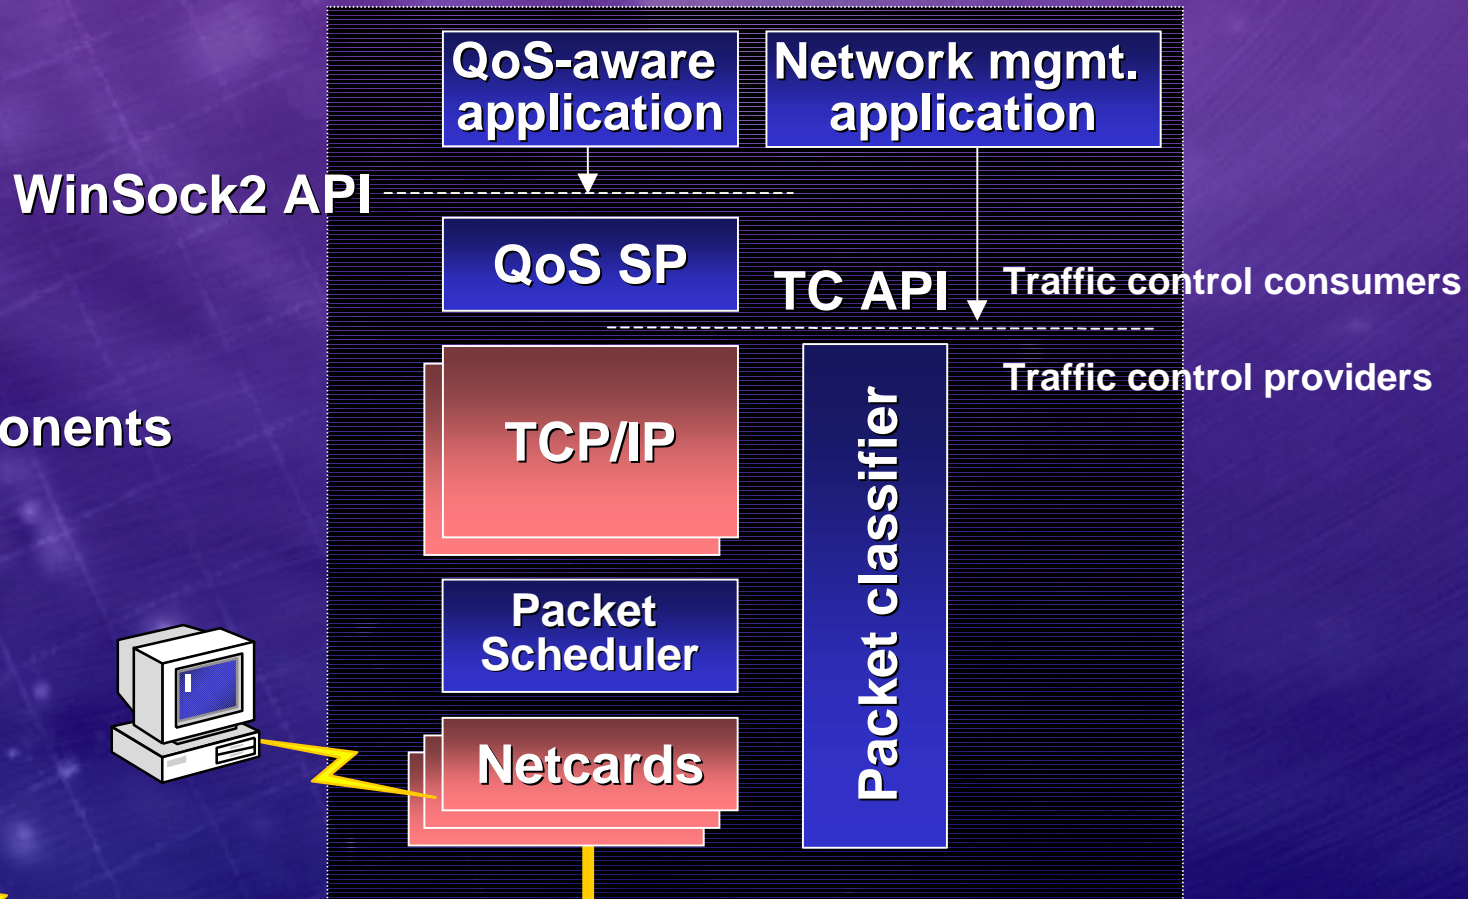 QoS-aware
application
Network mgmt.
application
WinSock2 API
QoS SP
TC API
Traffic control consumers
Traffic control providers
onents
TCP/IP
Packet classifier
Packet
Scheduler
Netcards